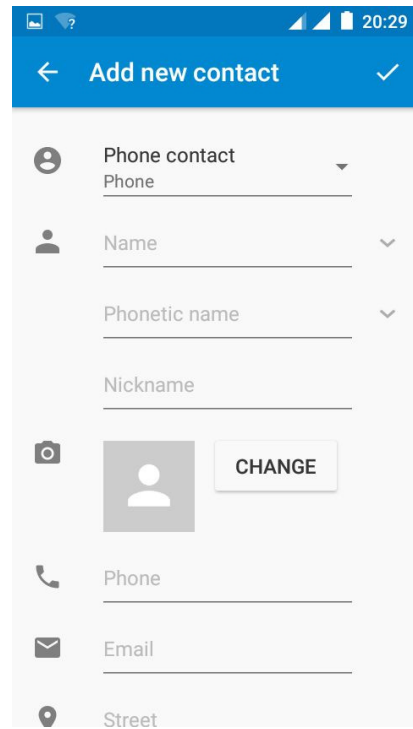 20:29
Add new contact
Phone contact
Phone
Name
Phonetic name
Nickname
CHANGE
Phone
Email
Street